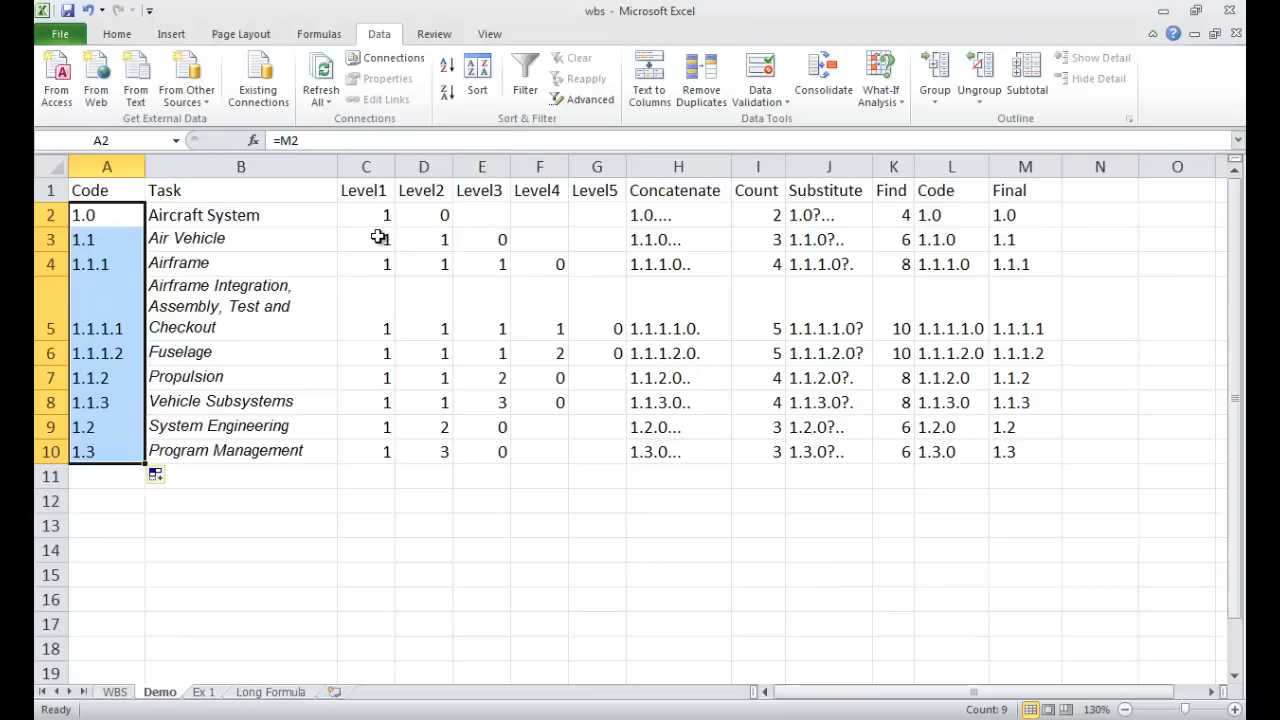 wbs - Microsoft Excel
File Home Insert Page Layout Formulas Data Review View
From Access
From Web
From Text
From Other Sources
Existing Connections
Refresh All
Connections
Properties
Edit Links
Sort
Filter
Clear
Reapply
Advanced
Text to Columns
Remove Duplicates
Data Validation
Consolidate
What-If Analysis
Group
Ungroup
Subtotal
Show Detail
Hide Detail
Get External Data Connections Sort & Filter Data Tools Outline
A2 fx =M2
A B C D E F G H I J K L M N O
1 Code Task Level1 Level2 Level3 Level4 Level5 Concatenate Count Substitute Find Code Final
2 1.0 Aircraft System 1 0 1.0.... 2 1.0?... 4 1.0 1.0
3 1.1 Air Vehicle 1 1 0 1.1.0... 3 1.1.0?.. 6 1.1.0 1.1
4 1.1.1 Airframe 1 1 1 0 1.1.1.0.. 4 1.1.1.0?. 8 1.1.1.0 1.1.1
Airframe Integration,
Assembly, Test and
5 1.1.1.1 Checkout 1 1 1 1 0 1.1.1.1.0. 5 1.1.1.1.0? 10 1.1.1.1.0 1.1.1.1
6 1.1.1.2 Fuselage 1 1 1 2 0 1.1.1.2.0. 5 1.1.1.2.0? 10 1.1.1.2.0 1.1.1.2
7 1.1.2 Propulsion 1 1 2 0 1.1.2.0.. 4 1.1.2.0?. 8 1.1.2.0 1.1.2
8 1.1.3 Vehicle Subsystems 1 1 3 0 1.1.3.0.. 4 1.1.3.0?. 8 1.1.3.0 1.1.3
9 1.2 System Engineering 1 2 0 1.2.0... 3 1.2.0?.. 6 1.2.0 1.2
10 1.3 Program Management 1 3 0 1.3.0... 3 1.3.0?.. 6 1.3.0 1.3
11
12
13
14
15
16
17
18
19
WBS Demo Ex 1 Long Formula
Ready Count: 9 130%